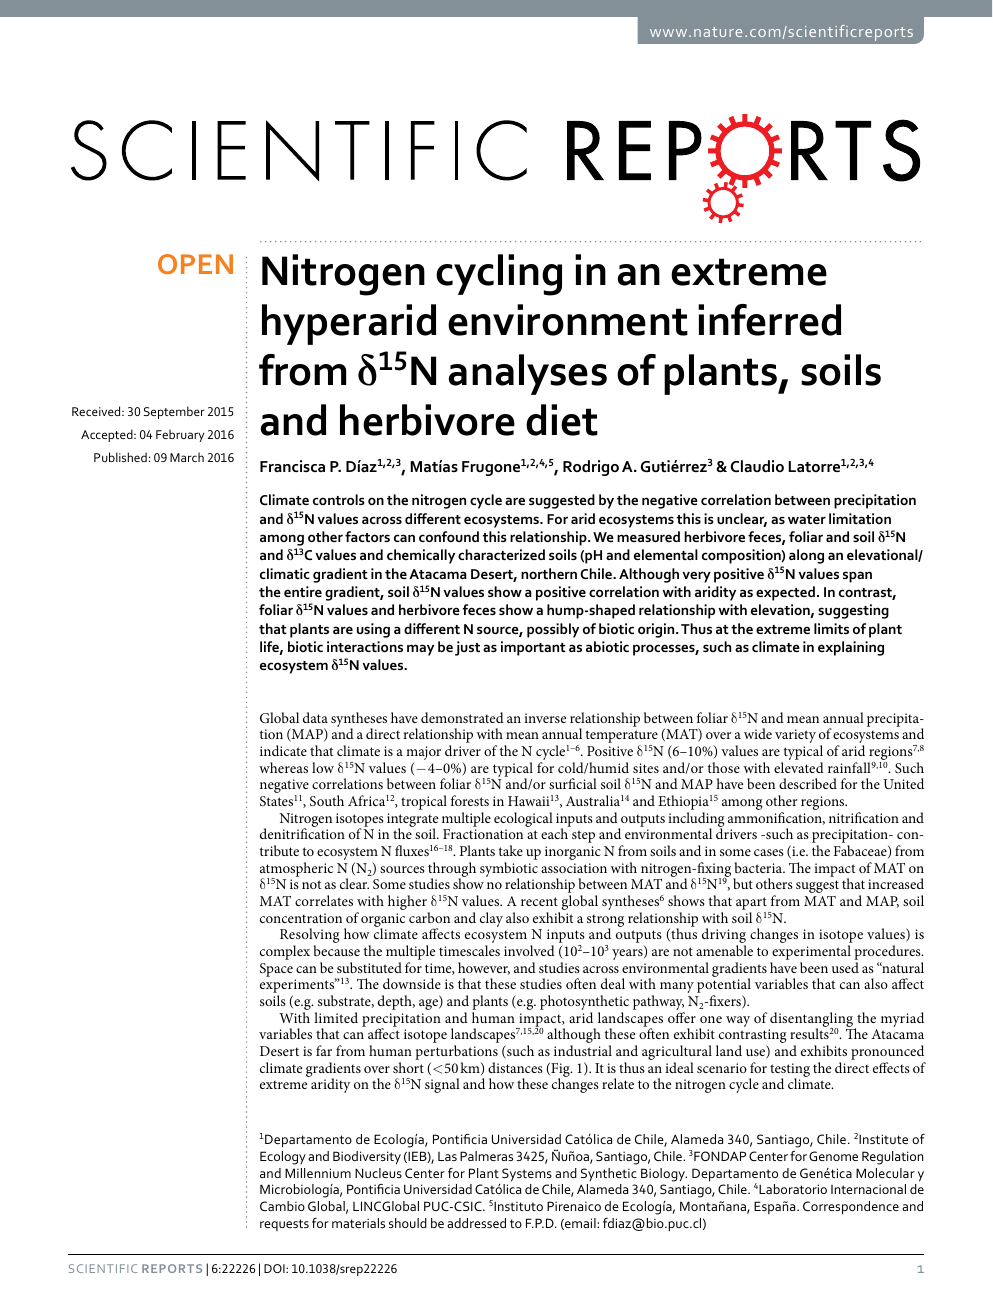 www.nature.com/scientificreports
SCIENTIFIC REPORTS
OPEN
Nitrogen cycling in an extreme
hyperarid environment inferred
from δ¹⁵N analyses of plants, soils
and herbivore diet
Received: 30 September 2015
Accepted: 04 February 2016
Published: 09 March 2016
Francisca P. Díaz¹,²,³, Matías Frugone¹,²,⁴,⁵, Rodrigo A. Gutiérrez³ & Claudio Latorre¹,²,³,⁴
Climate controls on the nitrogen cycle are suggested by the negative correlation between precipitation
and δ¹⁵N values across different ecosystems. For arid ecosystems this is unclear, as water limitation
among other factors can confound this relationship. We measured herbivore feces, foliar and soil δ¹⁵N
and δ¹³C values and chemically characterized soils (pH and elemental composition) along an elevational/
climatic gradient in the Atacama Desert, northern Chile. Although very positive δ¹⁵N values span
the entire gradient, soil δ¹⁵N values show a positive correlation with aridity as expected. In contrast,
foliar δ¹⁵N values and herbivore feces show a hump-shaped relationship with elevation, suggesting
that plants are using a different N source, possibly of biotic origin. Thus at the extreme limits of plant
life, biotic interactions may be just as important as abiotic processes, such as climate in explaining
ecosystem δ¹⁵N values.
Global data syntheses have demonstrated an inverse relationship between foliar δ¹⁵N and mean annual precipita-
tion (MAP) and a direct relationship with mean annual temperature (MAT) over a wide variety of ecosystems and
indicate that climate is a major driver of the N cycle¹⁻⁶. Positive δ¹⁵N (6–10%) values are typical of arid regions⁷,⁸
whereas low δ¹⁵N values (−4–0%) are typical for cold/humid sites and/or those with elevated rainfall⁹,¹⁰. Such
negative correlations between foliar δ¹⁵N and/or surficial soil δ¹⁵N and MAP have been described for the United
States¹¹, South Africa¹², tropical forests in Hawaii¹³, Australia¹⁴ and Ethiopia¹⁵ among other regions.
Nitrogen isotopes integrate multiple ecological inputs and outputs including ammonification, nitrification and
denitrification of N in the soil. Fractionation at each step and environmental drivers -such as precipitation- con-
tribute to ecosystem N fluxes¹⁶⁻¹⁸. Plants take up inorganic N from soils and in some cases (i.e. the Fabaceae) from
atmospheric N (N₂) sources through symbiotic association with nitrogen-fixing bacteria. The impact of MAT on
δ¹⁵N is not as clear. Some studies show no relationship between MAT and δ¹⁵N¹⁹, but others suggest that increased
MAT correlates with higher δ¹⁵N values. A recent global syntheses⁶ shows that apart from MAT and MAP, soil
concentration of organic carbon and clay also exhibit a strong relationship with soil δ¹⁵N.
Resolving how climate affects ecosystem N inputs and outputs (thus driving changes in isotope values) is
complex because the multiple timescales involved (10²–10³ years) are not amenable to experimental procedures.
Space can be substituted for time, however, and studies across environmental gradients have been used as “natural
experiments”¹³. The downside is that these studies often deal with many potential variables that can also affect
soils (e.g. substrate, depth, age) and plants (e.g. photosynthetic pathway, N₂-fixers).
With limited precipitation and human impact, arid landscapes offer one way of disentangling the myriad
variables that can affect isotope landscapes⁷,¹⁵,²⁰ although these often exhibit contrasting results²⁰. The Atacama
Desert is far from human perturbations (such as industrial and agricultural land use) and exhibits pronounced
climate gradients over short (<50 km) distances (Fig. 1). It is thus an ideal scenario for testing the direct effects of
extreme aridity on the δ¹⁵N signal and how these changes relate to the nitrogen cycle and climate.
¹Departamento de Ecología, Pontificia Universidad Católica de Chile, Alameda 340, Santiago, Chile. ²Institute of
Ecology and Biodiversity (IEB), Las Palmeras 3425, Ñuñoa, Santiago, Chile. ³FONDAP Center for Genome Regulation
and Millennium Nucleus Center for Plant Systems and Synthetic Biology. Departamento de Genética Molecular y
Microbiología, Pontificia Universidad Católica de Chile, Alameda 340, Santiago, Chile. ⁴Laboratorio Internacional de
Cambio Global, LINCGlobal PUC-CSIC. ⁵Instituto Pirenaico de Ecología, Montañana, España. Correspondence and
requests for materials should be addressed to F.P.D. (email: fdiaz@bio.puc.cl)
SCIENTIFIC REPORTS | 6:22226 | DOI: 10.1038/srep22226
1